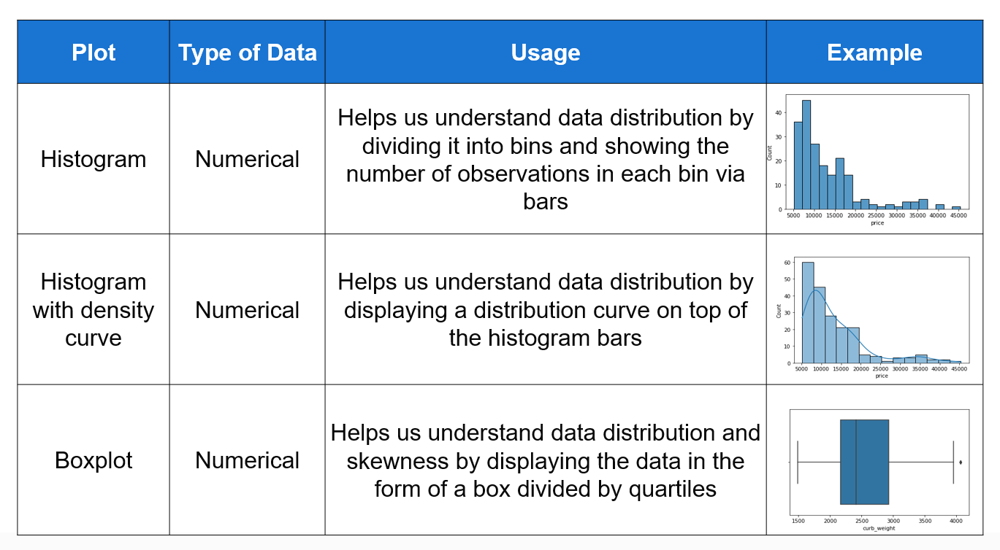 Plot
Type of Data
Usage
Example
Histogram
Numerical
Helps us understand data distribution by
dividing it into bins and showing the
number of observations in each bin via
bars
40
30
20
10
0
Count
5000 10000 15000 20000 25000 30000 35000 40000 45000
price
Histogram
with density
curve
Numerical
Helps us understand data distribution by
displaying a distribution curve on top of
the histogram bars
60
50
40
30
20
10
0
Count
5000 10000 15000 20000 25000 30000 35000 40000 45000
price
Boxplot
Numerical
Helps us understand data distribution and
skewness by displaying the data in the
form of a box divided by quartiles
1500 2000 2500 3000 3500 4000
curb_weight